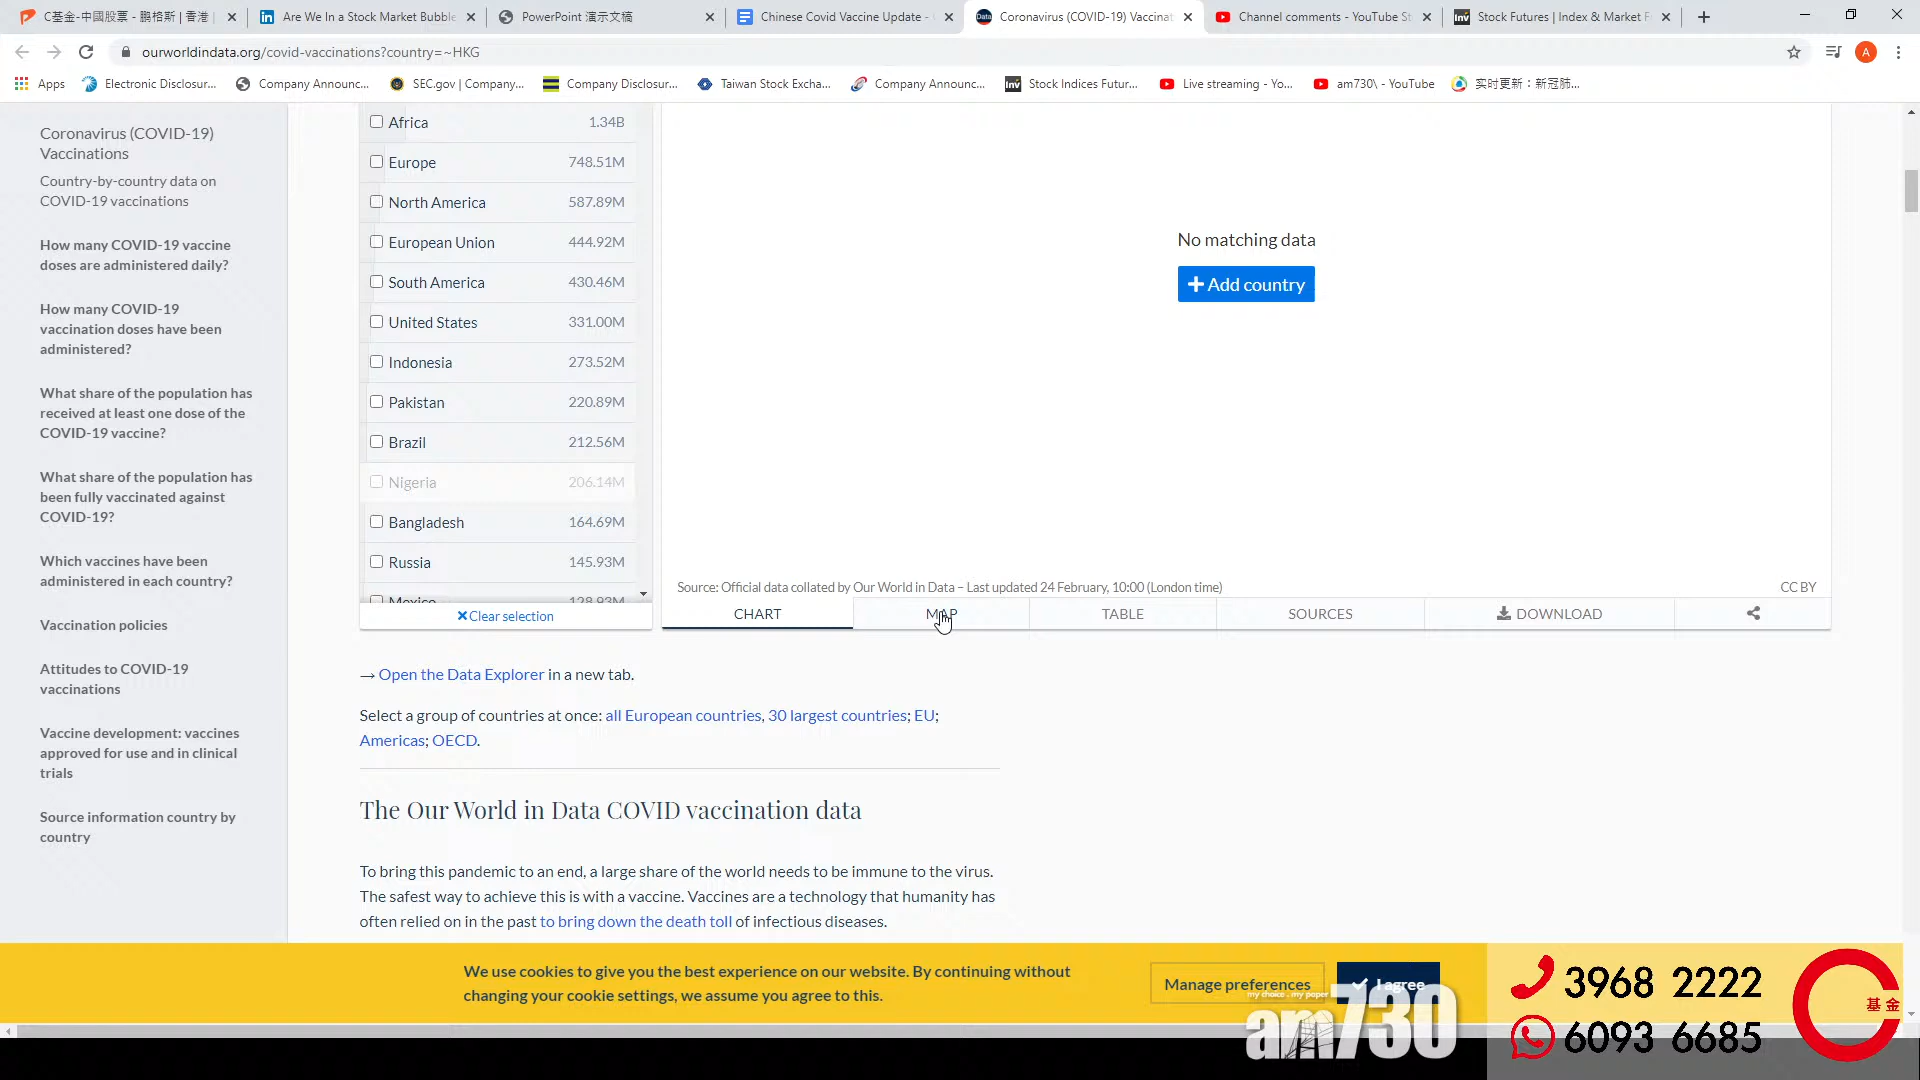 C基金-中國股票 - 鵬格斯 | 香港 |
Are We In a Stock Market Bubble
PowerPoint 演示文稿
Chinese Covid Vaccine Update -
Coronavirus (COVID-19) Vaccinat
Channel comments - YouTube St
Stock Futures | Index & Market F
ourworldindata.org/covid-vaccinations?country=~HKG
A
Apps
Electronic Disclosur...
Company Announc...
SEC.gov | Company...
Company Disclosur...
Taiwan Stock Excha...
Company Announc...
Stock Indices Futur...
Live streaming - Yo...
am730\ - YouTube
实时更新：新冠肺...
Coronavirus (COVID-19)
Vaccinations
Country-by-country data on
COVID-19 vaccinations
How many COVID-19 vaccine
doses are administered daily?
How many COVID-19
vaccination doses have been
administered?
What share of the population has
received at least one dose of the
COVID-19 vaccine?
What share of the population has
been fully vaccinated against
COVID-19?
Which vaccines have been
administered in each country?
Vaccination policies
Attitudes to COVID-19
vaccinations
Vaccine development: vaccines
approved for use and in clinical
trials
Source information country by
country
Africa 1.34B
Europe 748.51M
North America 587.89M
European Union 444.92M
South America 430.46M
United States 331.00M
Indonesia 273.52M
Pakistan 220.89M
Brazil 212.56M
Nigeria 206.14M
Bangladesh 164.69M
Russia 145.93M
Mexico 128.93M
Clear selection
No matching data
Add country
Source: Official data collated by Our World in Data – Last updated 24 February, 10:00 (London time)
CC BY
CHART MAP TABLE SOURCES DOWNLOAD
→ Open the Data Explorer in a new tab.
Select a group of countries at once: all European countries, 30 largest countries; EU;
Americas; OECD.
The Our World in Data COVID vaccination data
To bring this pandemic to an end, a large share of the world needs to be immune to the virus.
The safest way to achieve this is with a vaccine. Vaccines are a technology that humanity has
often relied on in the past to bring down the death toll of infectious diseases.
We use cookies to give you the best experience on our website. By continuing without
changing your cookie settings, we assume you agree to this.
Manage preferences
I agree
my choice . my paper
am730
3968 2222
6093 6685
基金